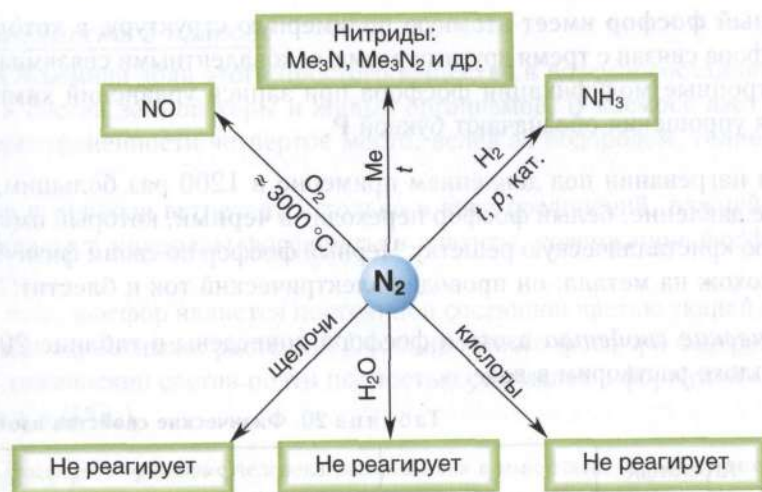 Нитриды:
Me₃N, Me₃N₂ и др.
NO
NH₃
O₂
≈ 3000 °C
Me
t
H₂
t, p, кат.
N₂
щелочи
H₂O
кислоты
Не реагирует
Не реагирует
Не реагирует